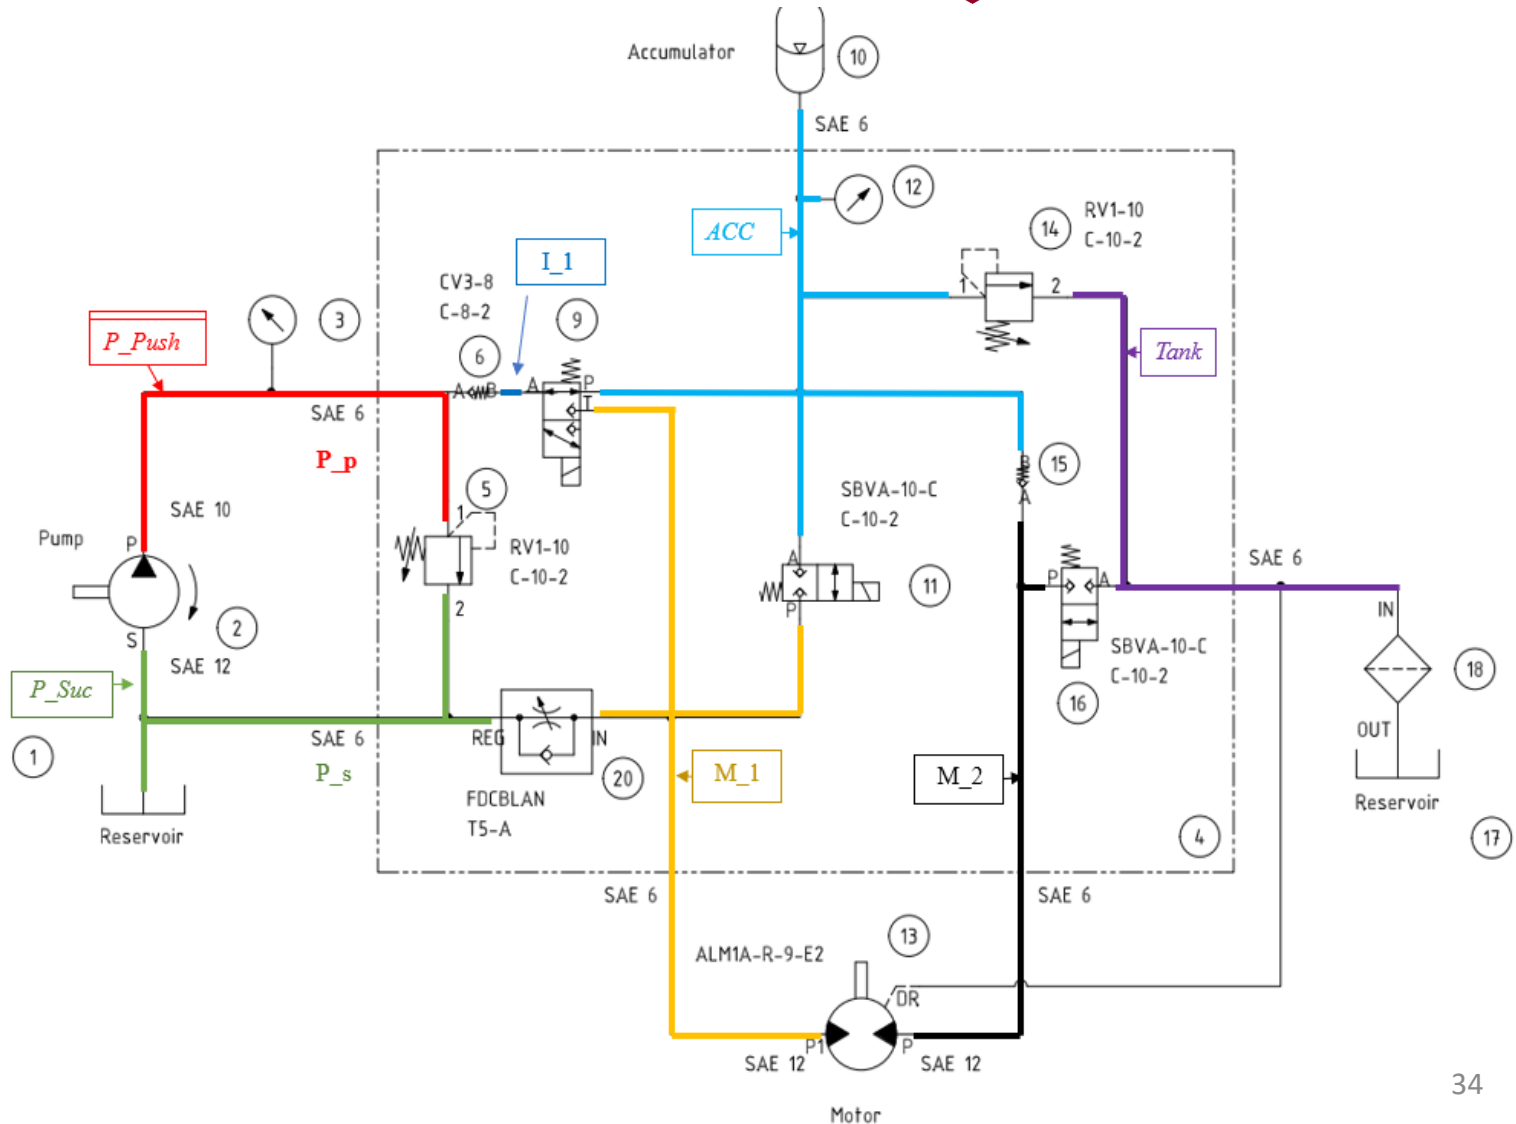 Accumulator
10
SAE 6
12
ACC
14
RV1-10
C-10-2
1
2
I_1
CV3-8
C-8-2
9
3
P_Push
6
Tank
A
B
A
P
T
SAE 6
P_p
5
1
15
B
A
SBVA-10-C
C-10-2
SAE 10
Pump
P
RV1-10
C-10-2
2
A
P
11
P
A
SAE 6
IN
S
2
SAE 12
P_Suc
SBVA-10-C
C-10-2
16
18
OUT
1
SAE 6
P_s
REG
IN
20
FDCBLAN
T5-A
M_1
M_2
Reservoir
4
Reservoir
17
SAE 6
SAE 6
13
ALM1A-R-9-E2
DR
P1
P
SAE 12
SAE 12
Motor
34